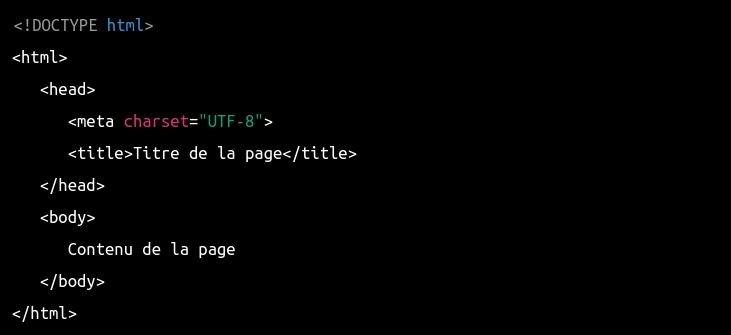 <!DOCTYPE html>
<html>
<head>
<meta charset="UTF-8">
<title>Titre de la page</title>
</head>
<body>
Contenu de la page
</body>
</html>